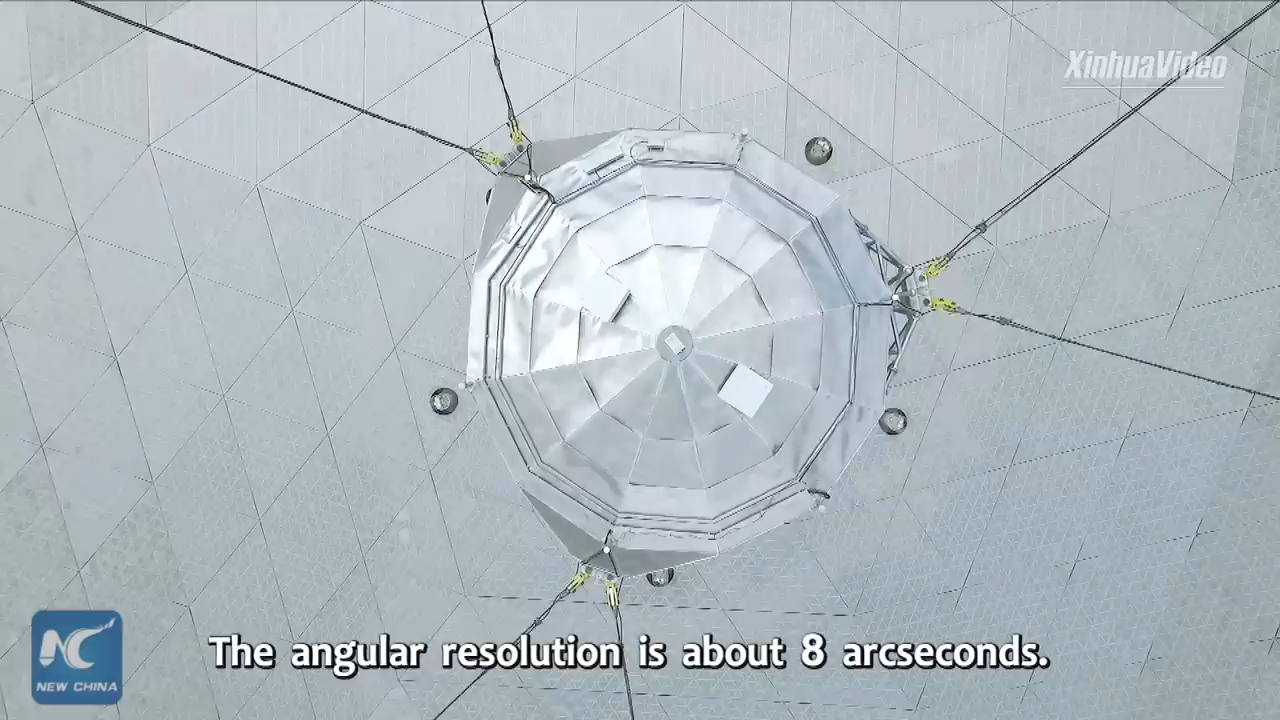 XinhuaVideo
NC
NEW CHINA
The angular resolution is about 8 arcseconds.